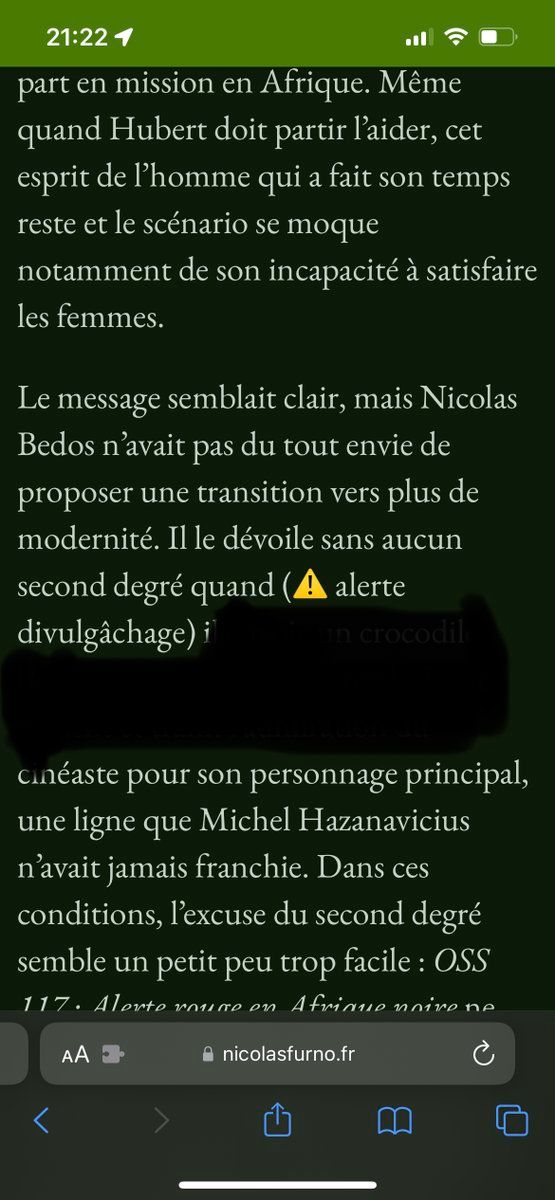 21:22
part en mission en Afrique. Même
quand Hubert doit partir l’aider, cet
esprit de l’homme qui a fait son temps
reste et le scénario se moque
notamment de son incapacité à satisfaire
les femmes.
Le message semblait clair, mais Nicolas
Bedos n’avait pas du tout envie de
proposer une transition vers plus de
modernité. Il le dévoile sans aucun
second degré quand (⚠️ alerte
divulgâchage) un crocodile
cinéaste pour son personnage principal,
une ligne que Michel Hazanavicius
n’avait jamais franchie. Dans ces
conditions, l’excuse du second degré
semble un petit peu trop facile : OSS
117 : Alerte rouge en Afrique noire ne
AA nicolasfurno.fr